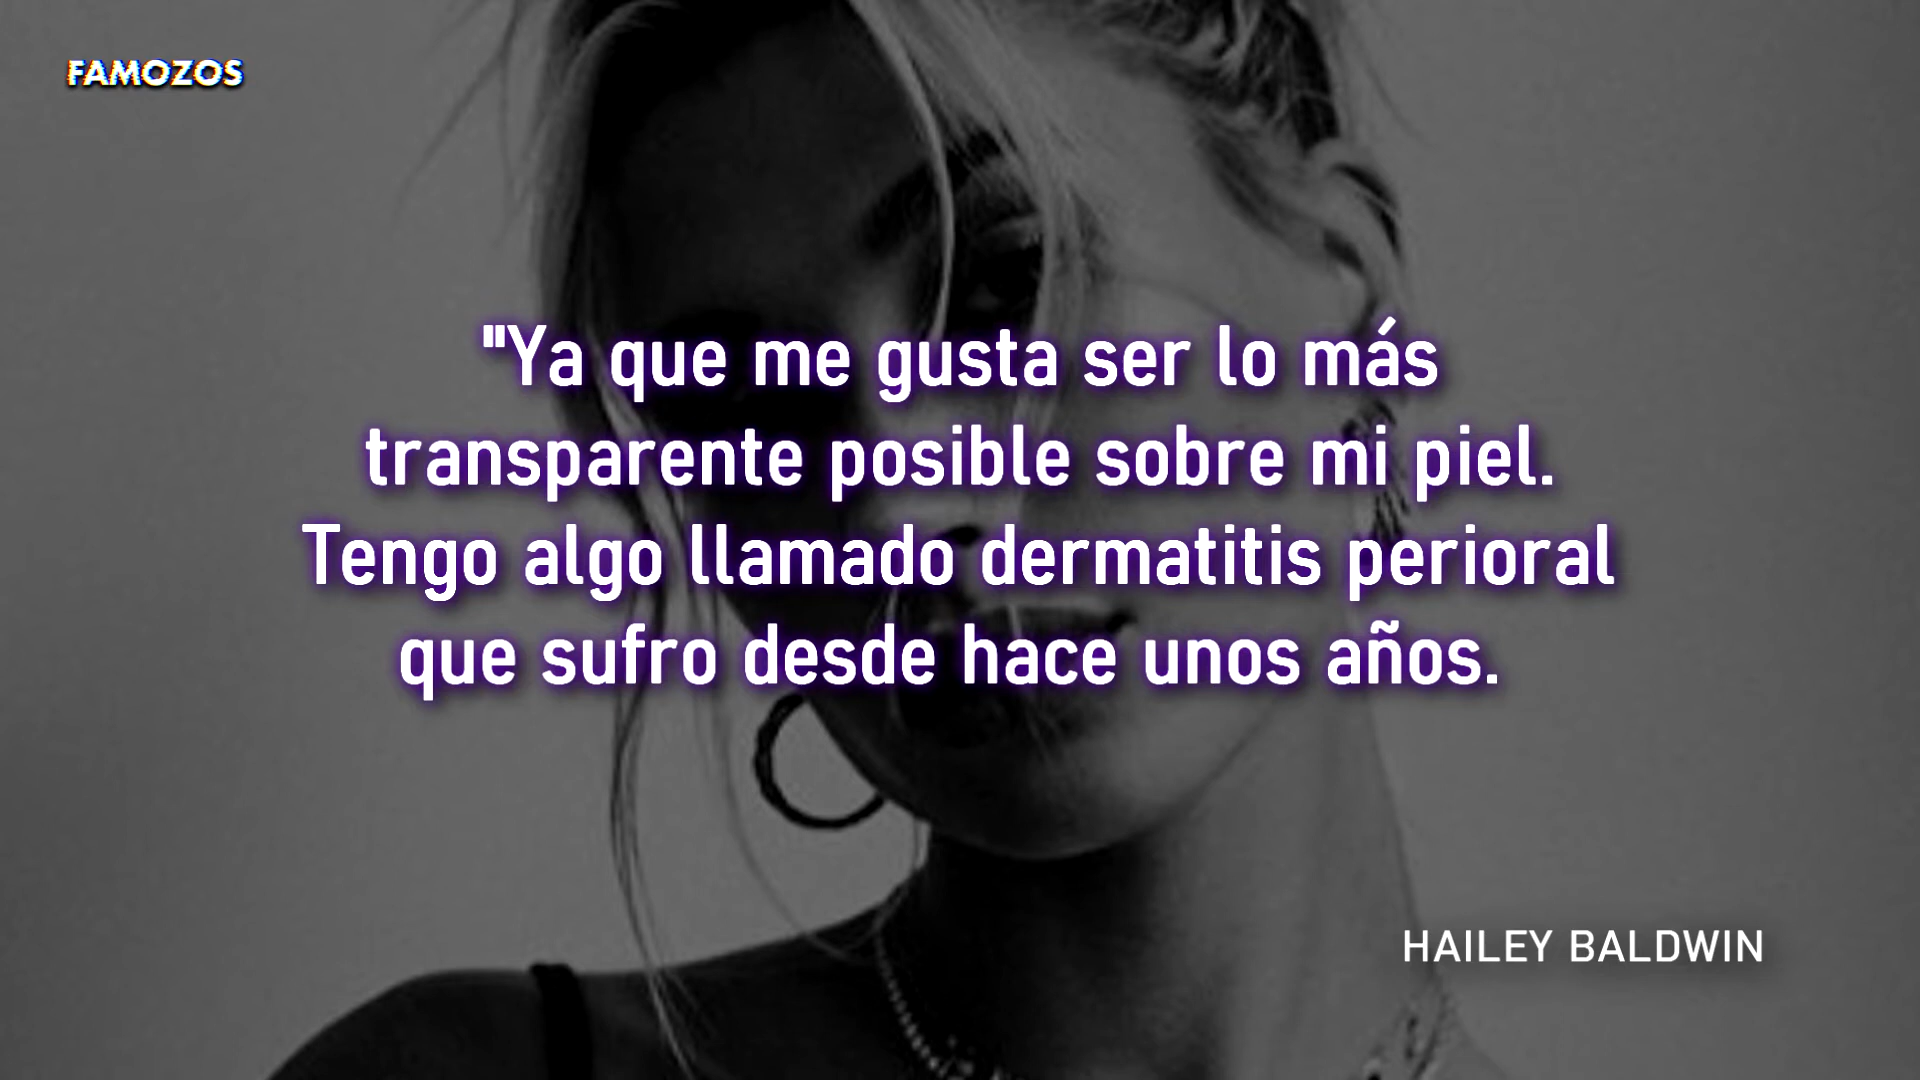 FAMOZOS
"Ya que me gusta ser lo más
transparente posible sobre mi piel.
Tengo algo llamado dermatitis perioral
que sufro desde hace unos años.
HAILEY BALDWIN